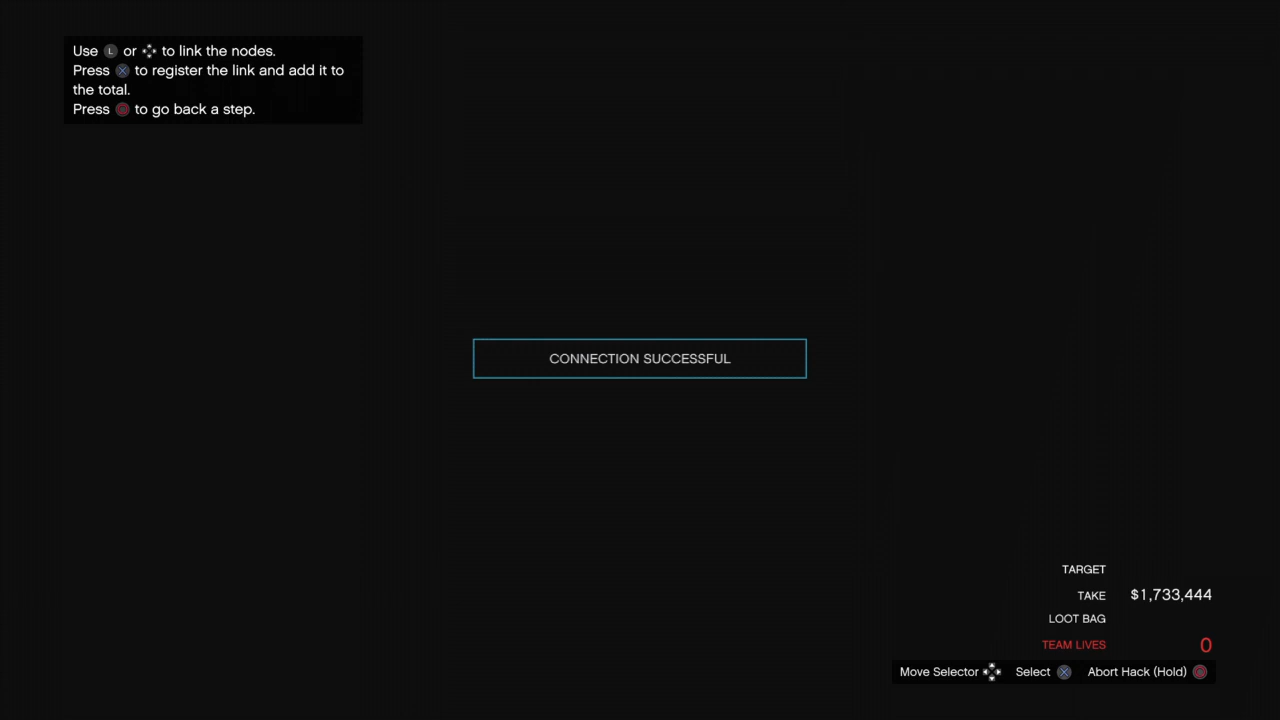 Use L or to link the nodes.
Press to register the link and add it to
the total.
Press to go back a step.
CONNECTION SUCCESSFUL
TARGET
TAKE $1,733,444
LOOT BAG
TEAM LIVES 0
Move Selector Select Abort Hack (Hold)